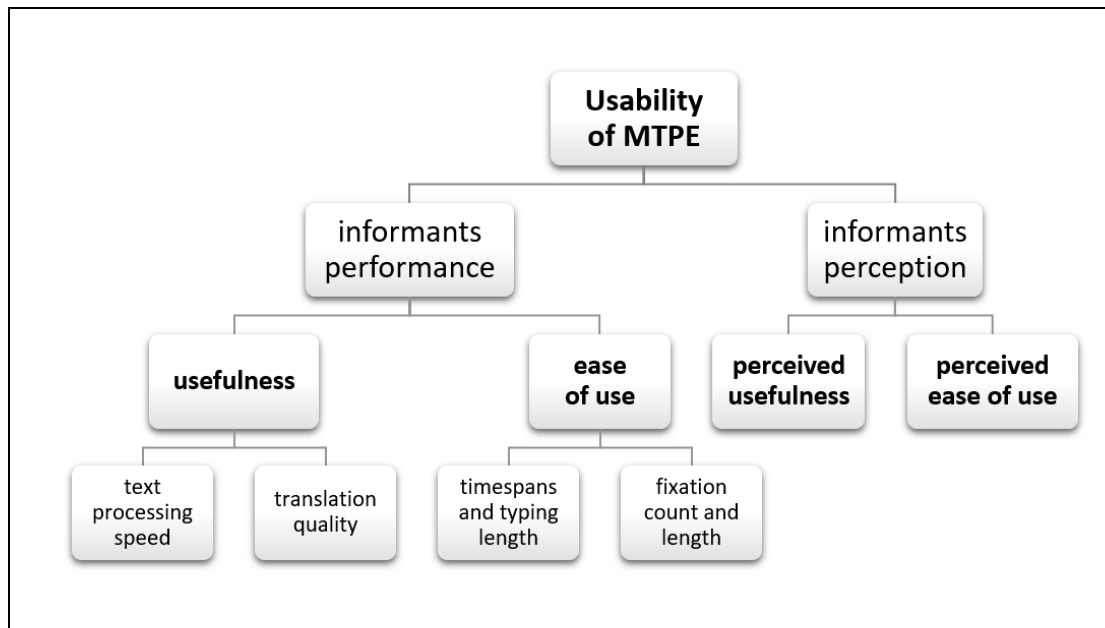 Usability
of MTPE
informants
performance
informants
perception
usefulness
ease
of use
perceived
usefulness
perceived
ease of use
text
processing
speed
translation
quality
timespans
and typing
length
fixation
count and
length